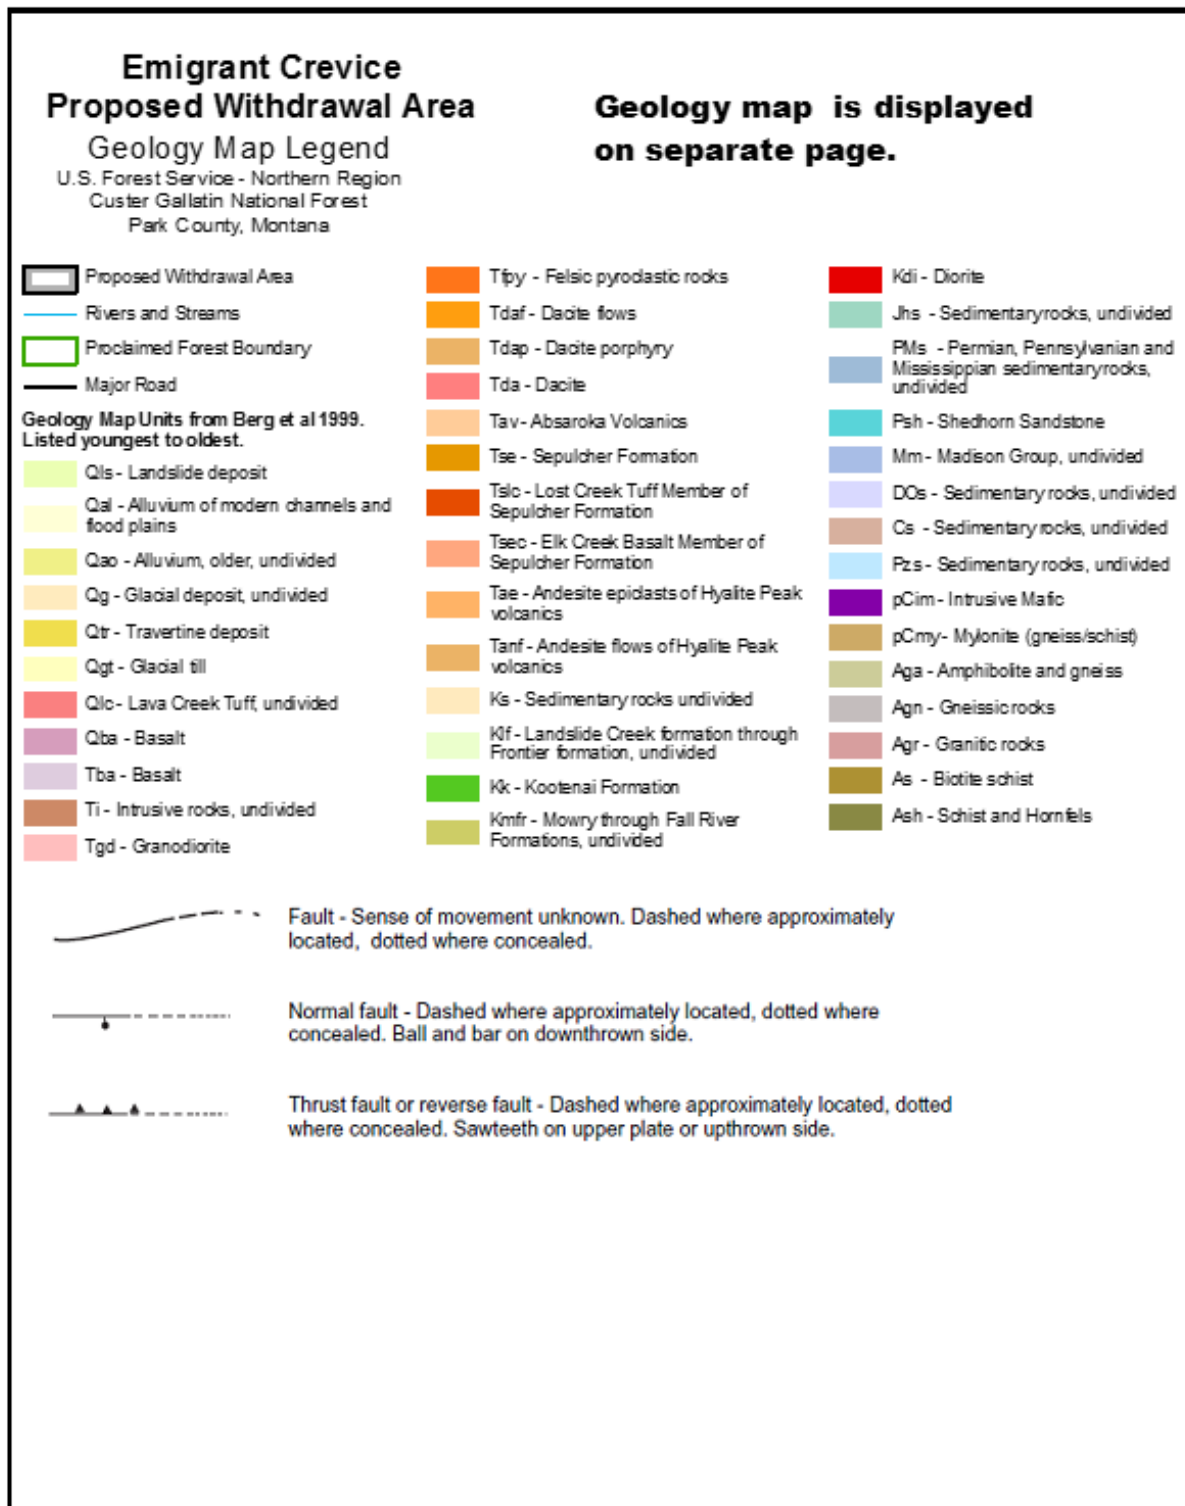 Emigrant Crevice
Proposed Withdrawal Area
Geology Map Legend
U.S. Forest Service - Northern Region
Custer Gallatin National Forest
Park County, Montana
Geology map is displayed
on separate page.
Proposed Withdrawal Area
Rivers and Streams
Proclaimed Forest Boundary
Major Road
Geology Map Units from Berg et al 1999.
Listed youngest to oldest.
Qls - Landslide deposit
Qal - Alluvium of modern channels and
flood plains
Qao - Alluvium, older, undivided
Qg - Glacial deposit, undivided
Qtr - Travertine deposit
Qgt - Glacial till
Qlc - Lava Creek Tuff, undivided
Qba - Basalt
Tba - Basalt
Ti - Intrusive rocks, undivided
Tgd - Granodiorite
Tfpy - Felsic pyroclastic rocks
Tdaf - Dacite flows
Tdap - Dacite porphyry
Tda - Dacite
Tav - Absaroka Volcanics
Tse - Sepulcher Formation
Tslc - Lost Creek Tuff Member of
Sepulcher Formation
Tsec - Elk Creek Basalt Member of
Sepulcher Formation
Tae - Andesite epiclasts of Hyalite Peak
volcanics
Tanf - Andesite flows of Hyalite Peak
volcanics
Ks - Sedimentary rocks undivided
Klf - Landslide Creek formation through
Frontier formation, undivided
Kk - Kootenai Formation
Kmfr - Mowry through Fall River
Formations, undivided
Kdi - Diorite
Jhs - Sedimentary rocks, undivided
PMs - Permian, Pennsylvanian and
Mississippian sedimentary rocks,
undivided
Psh - Shedhorn Sandstone
Mm - Madison Group, undivided
DOs - Sedimentary rocks, undivided
Cs - Sedimentary rocks, undivided
Pzs - Sedimentary rocks, undivided
pCim - Intrusive Mafic
pCmy - Mylonite (gneiss/schist)
Aga - Amphibolite and gneiss
Agn - Gneissic rocks
Agr - Granitic rocks
As - Biotite schist
Ash - Schist and Hornfels
Fault - Sense of movement unknown. Dashed where approximately
located, dotted where concealed.
Normal fault - Dashed where approximately located, dotted where
concealed. Ball and bar on downthrown side.
Thrust fault or reverse fault - Dashed where approximately located, dotted
where concealed. Sawteeth on upper plate or upthrown side.